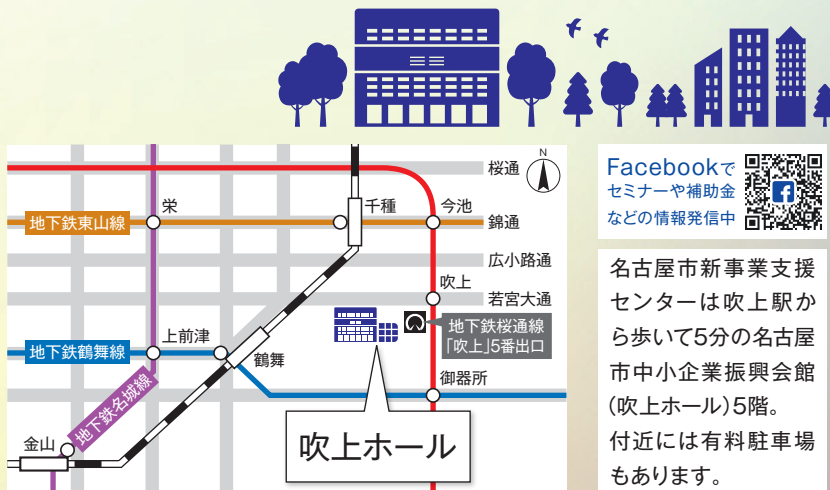 桜通
N
栄
千種
今池
地下鉄東山線
錦通
広小路通
吹上
若宮大通
地下鉄桜通線
「吹上」5番出口
上前津
地下鉄鶴舞線
鶴舞
御器所
地下鉄名城線
金山
吹上ホール
Facebookで
セミナーや補助金
などの情報発信中
名古屋市新事業支援
センターは吹上駅か
ら歩いて5分の名古屋
市中小企業振興会館
(吹上ホール)5階。
付近には有料駐車場
もあります。